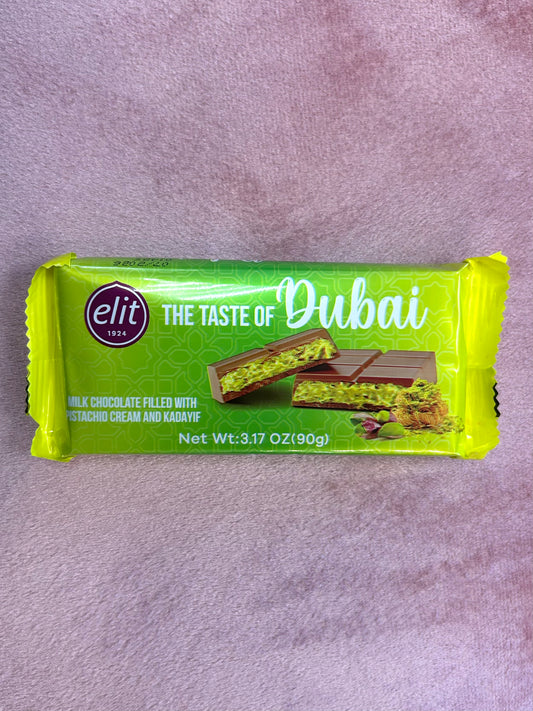 elit
1924
THE TASTE OF Dubai
MILK CHOCOLATE FILLED WITH
PISTACHIO CREAM AND KADAYIF
Net Wt:3.17 OZ(90g)